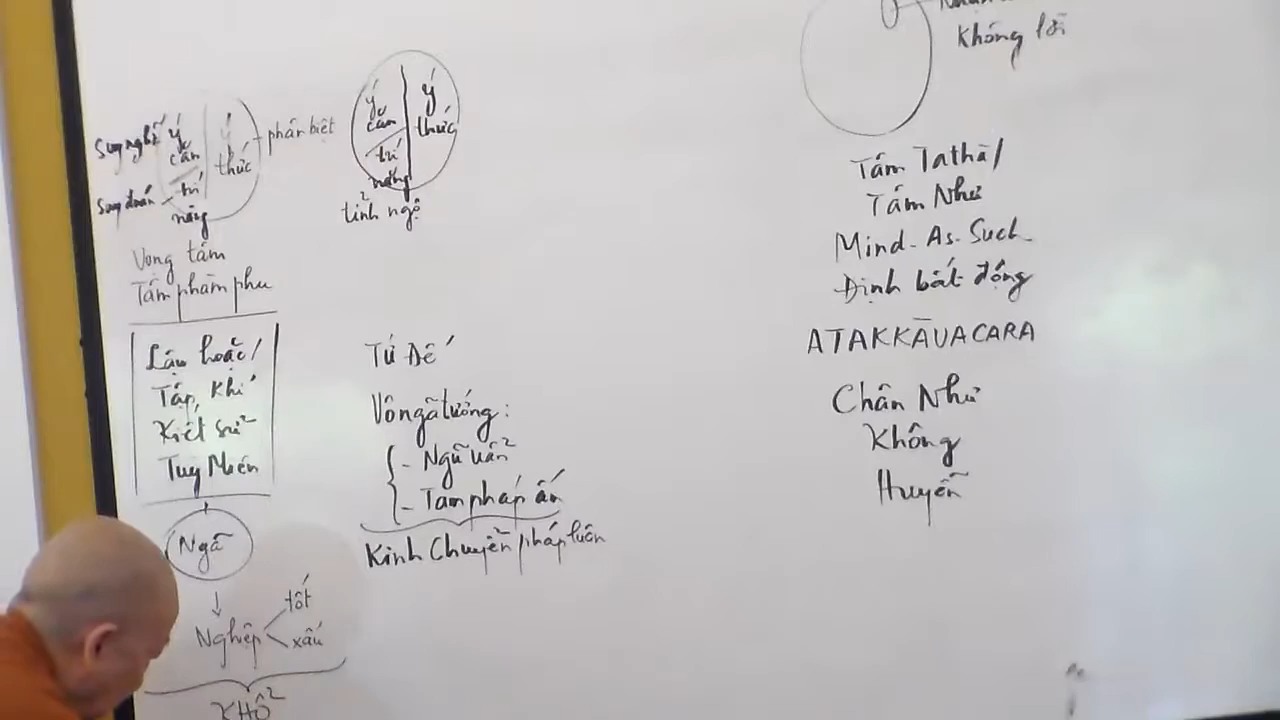 Suy nghĩ
ý
căn
ý
thức
phân biệt
Suy đoán
trí
năng
Vọng tâm
Tâm phàm phu
Lậu hoặc/
Tập khí
Kiết sử
Tùy Miên
Ngã
Nghiệp
tốt
xấu
KHỔ
ý
căn
ý
thức
trí
năng
tỉnh ngộ
Tứ Đế
Vô ngã tướng:
- Ngũ uẩn
- Tam pháp ấn
Kinh Chuyển pháp luân
Không lời
Tâm Tathā/
Tâm Như
Mind-As-Such
Định bất động
ATAKKĀVACARA
Chân Như
Không
Huyễn